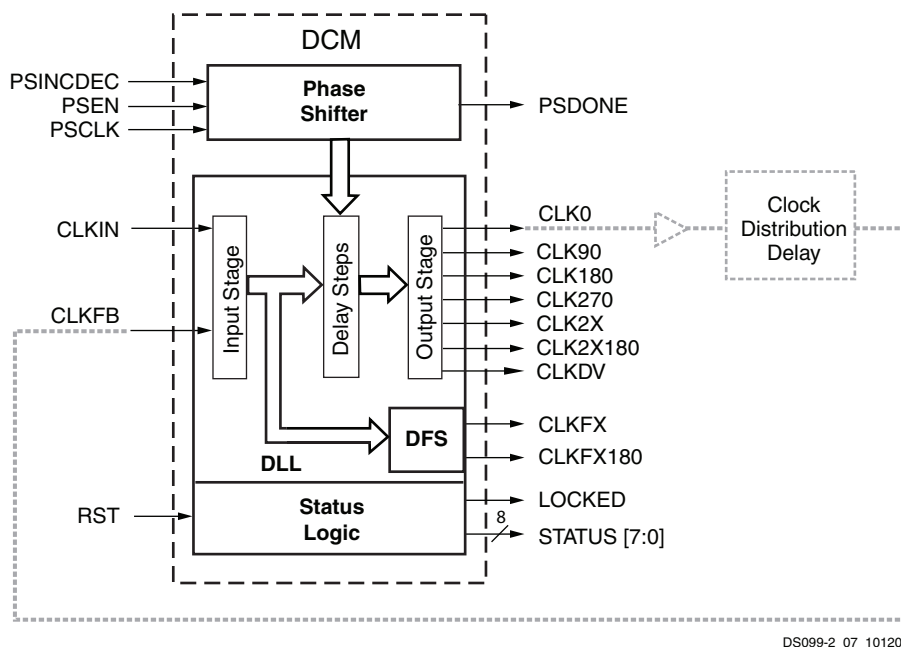 DCM
PSINCDEC
PSEN
PSCLK
Phase
Shifter
PSDONE
CLKIN
CLKFB
Input Stage
Delay Steps
Output Stage
CLK0
CLK90
CLK180
CLK270
CLK2X
CLK2X180
CLKDV
Clock
Distribution
Delay
DFS
CLKFX
CLKFX180
DLL
RST
Status
Logic
LOCKED
8
STATUS [7:0]
DS099-2_07_10120